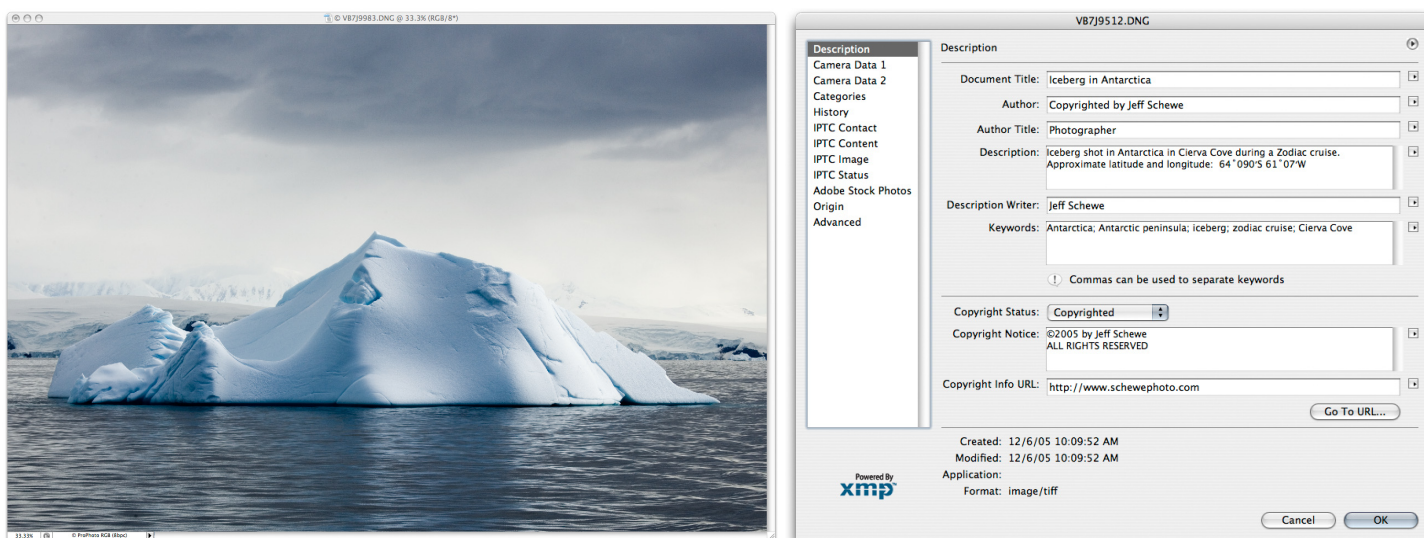 © VB7J9983.DNG @ 33.3% (RGB/8*)
33.33%
© ProPhoto RGB (8bpc)
VB7J9512.DNG
Description
Camera Data 1
Camera Data 2
Categories
History
IPTC Contact
IPTC Content
IPTC Image
IPTC Status
Adobe Stock Photos
Origin
Advanced
Description
Document Title: Iceberg in Antarctica
Author: Copyrighted by Jeff Schewe
Author Title: Photographer
Description: Iceberg shot in Antarctica in Cierva Cove during a Zodiac cruise.
Approximate latitude and longitude: 64˚090'S 61˚07'W
Description Writer: Jeff Schewe
Keywords: Antarctica; Antarctic peninsula; iceberg; zodiac cruise; Cierva Cove
! Commas can be used to separate keywords
Copyright Status: Copyrighted
Copyright Notice: ©2005 by Jeff Schewe
ALL RIGHTS RESERVED
Copyright Info URL: http://www.schewephoto.com
Go To URL...
Created: 12/6/05 10:09:52 AM
Modified: 12/6/05 10:09:52 AM
Application:
Format: image/tiff
Powered By
xmp™
Cancel
OK